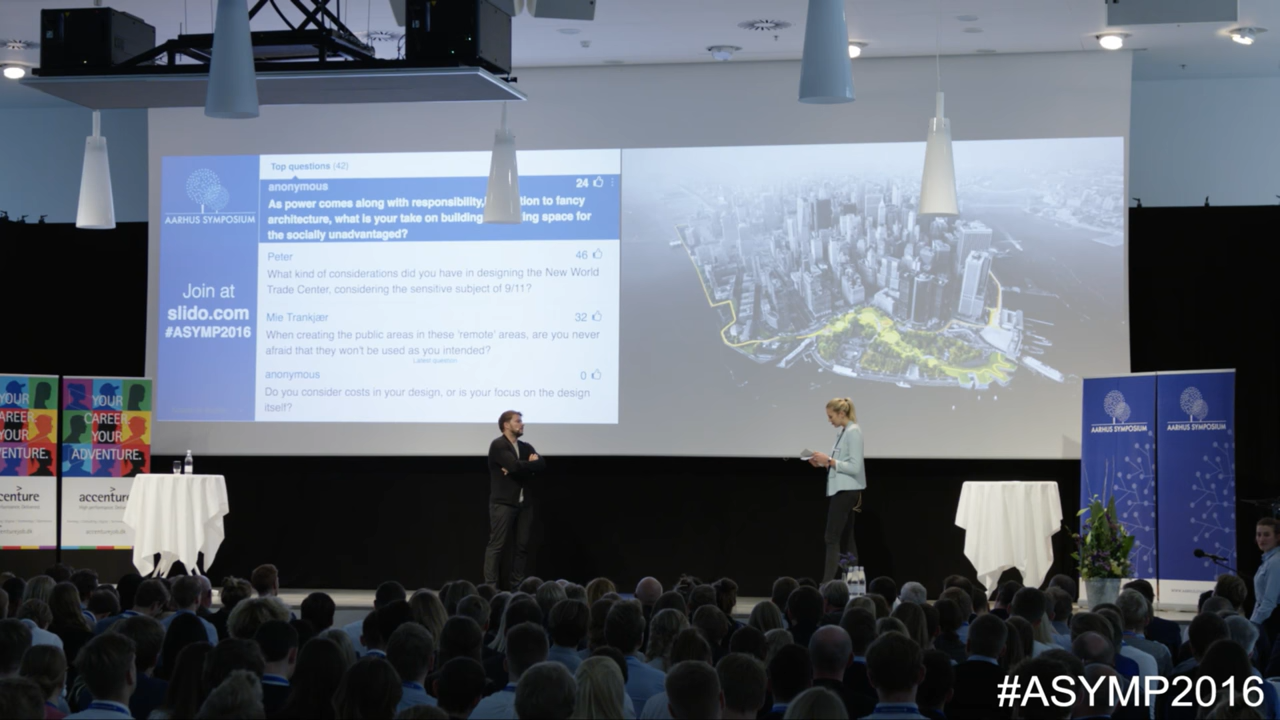 Top questions (42)
anonymous
24
As power comes along with responsibility, tion to fancy
architecture, what is your take on building ing space for
the socially unadvantaged?
Peter
46
What kind of considerations did you have in designing the New World
Trade Center, considering the sensitive subject of 9/11?
Mie Trankjær
32
When creating the public areas in these 'remote' areas, are you never
afraid that they won't be used as you intended?
Latest question
anonymous
0
Do you consider costs in your design, or is your focus on the design
itself?
AARHUS SYMPOSIUM
Join at
slido.com
#ASYMP2016
YOUR
CAREER.
YOUR
VENTURE.
centure
YOUR
CAREER.
YOUR
ADVENTURE.
accenture
AARHUS SYMPOSIUM
AARHUS SYMPOSIUM
#ASYMP2016